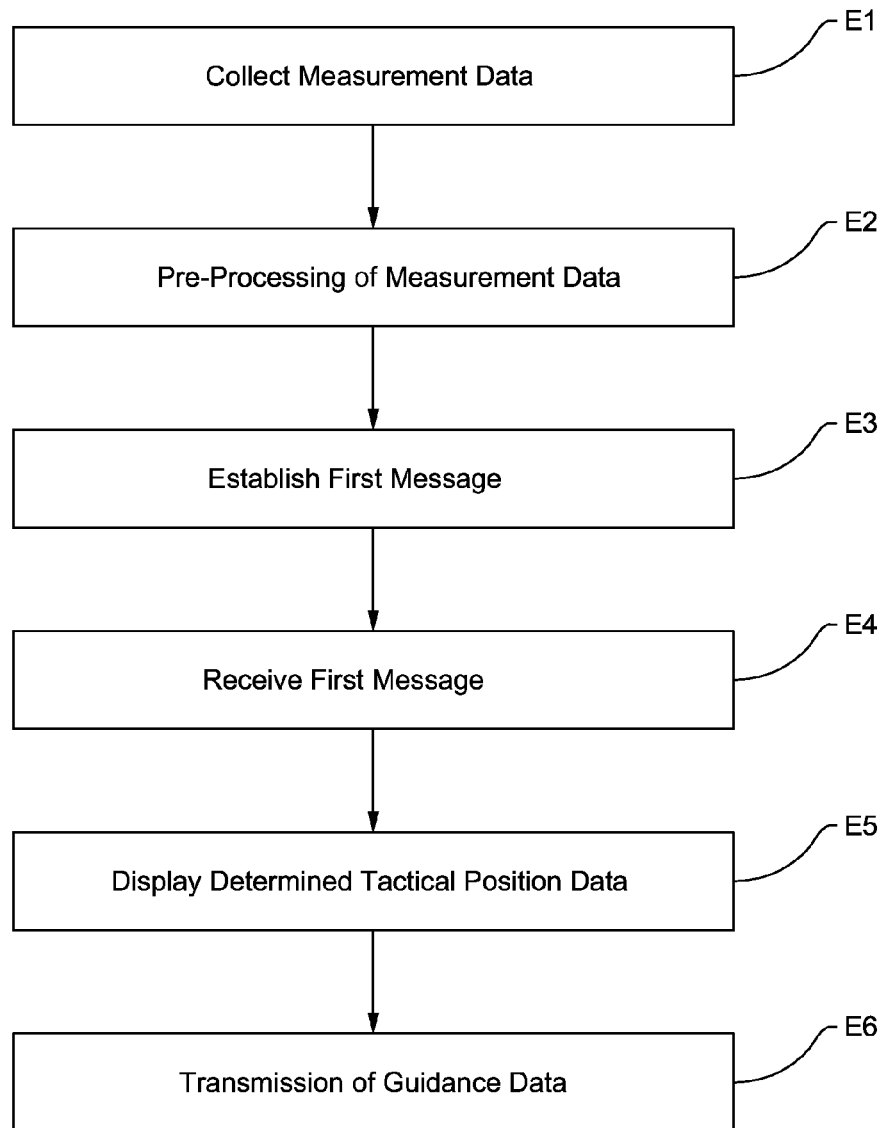 E1
Collect Measurement Data
E2
Pre-Processing of Measurement Data
E3
Establish First Message
E4
Receive First Message
E5
Display Determined Tactical Position Data
E6
Transmission of Guidance Data